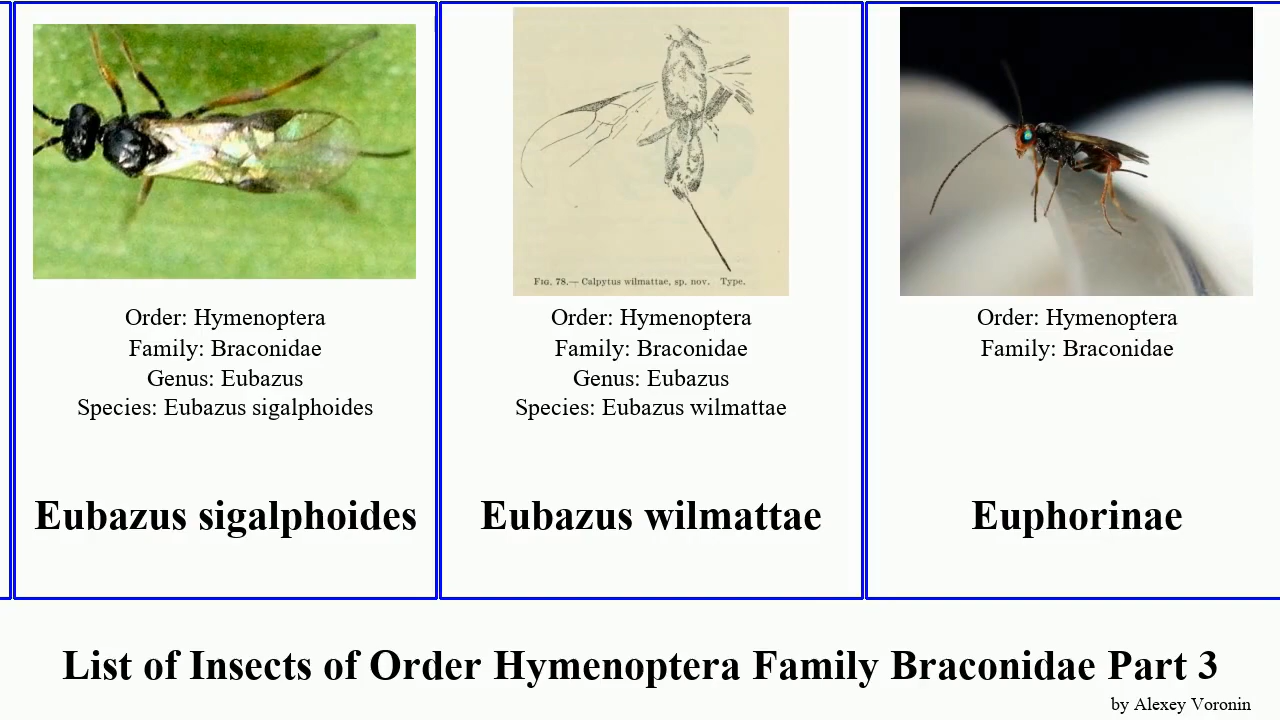 Order: Hymenoptera
Family: Braconidae
Genus: Eubazus
Species: Eubazus sigalphoides
Eubazus sigalphoides
Fig. 78.— Calpytus wilmattae, sp. nov. Type.
Order: Hymenoptera
Family: Braconidae
Genus: Eubazus
Species: Eubazus wilmattae
Eubazus wilmattae
Order: Hymenoptera
Family: Braconidae
Euphorinae
List of Insects of Order Hymenoptera Family Braconidae Part 3
by Alexey Voronin